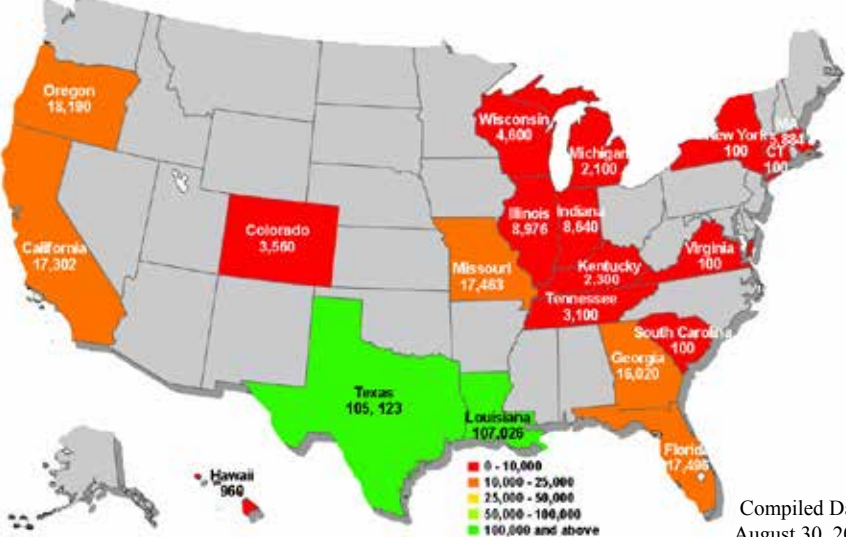 Oregon
18,190
California
17,302
Colorado
3,560
Texas
105, 123
Louisiana
107,026
Missouri
17,463
Wisconsin
4,600
Michigan
2,100
Illinois
8,976
Indiana
8,640
Kentucky
2,300
Tennessee
3,100
Virginia
100
New York
100
MA
CT
100
South Carolina
100
Georgia
16,020
Florida
17,495
Hawaii
960
0 - 10,000
10,000 - 25,000
25,000 - 50,000
50,000 - 100,000
100,000 and above
Compiled
August 30,